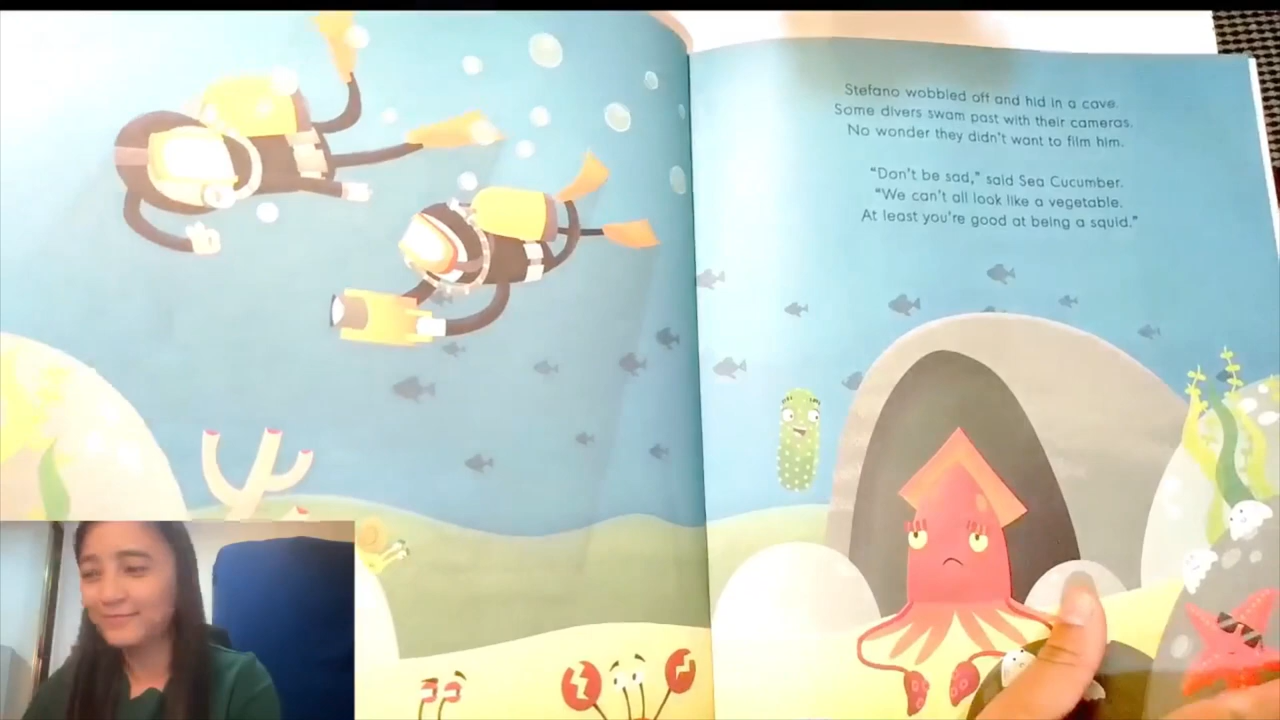 Stefano wobbled off and hid in a cave.
Some divers swam past with their cameras.
No wonder they didn't want to film him.
"Don't be sad," said Sea Cucumber.
"We can't all look like a vegetable.
At least you're good at being a squid."